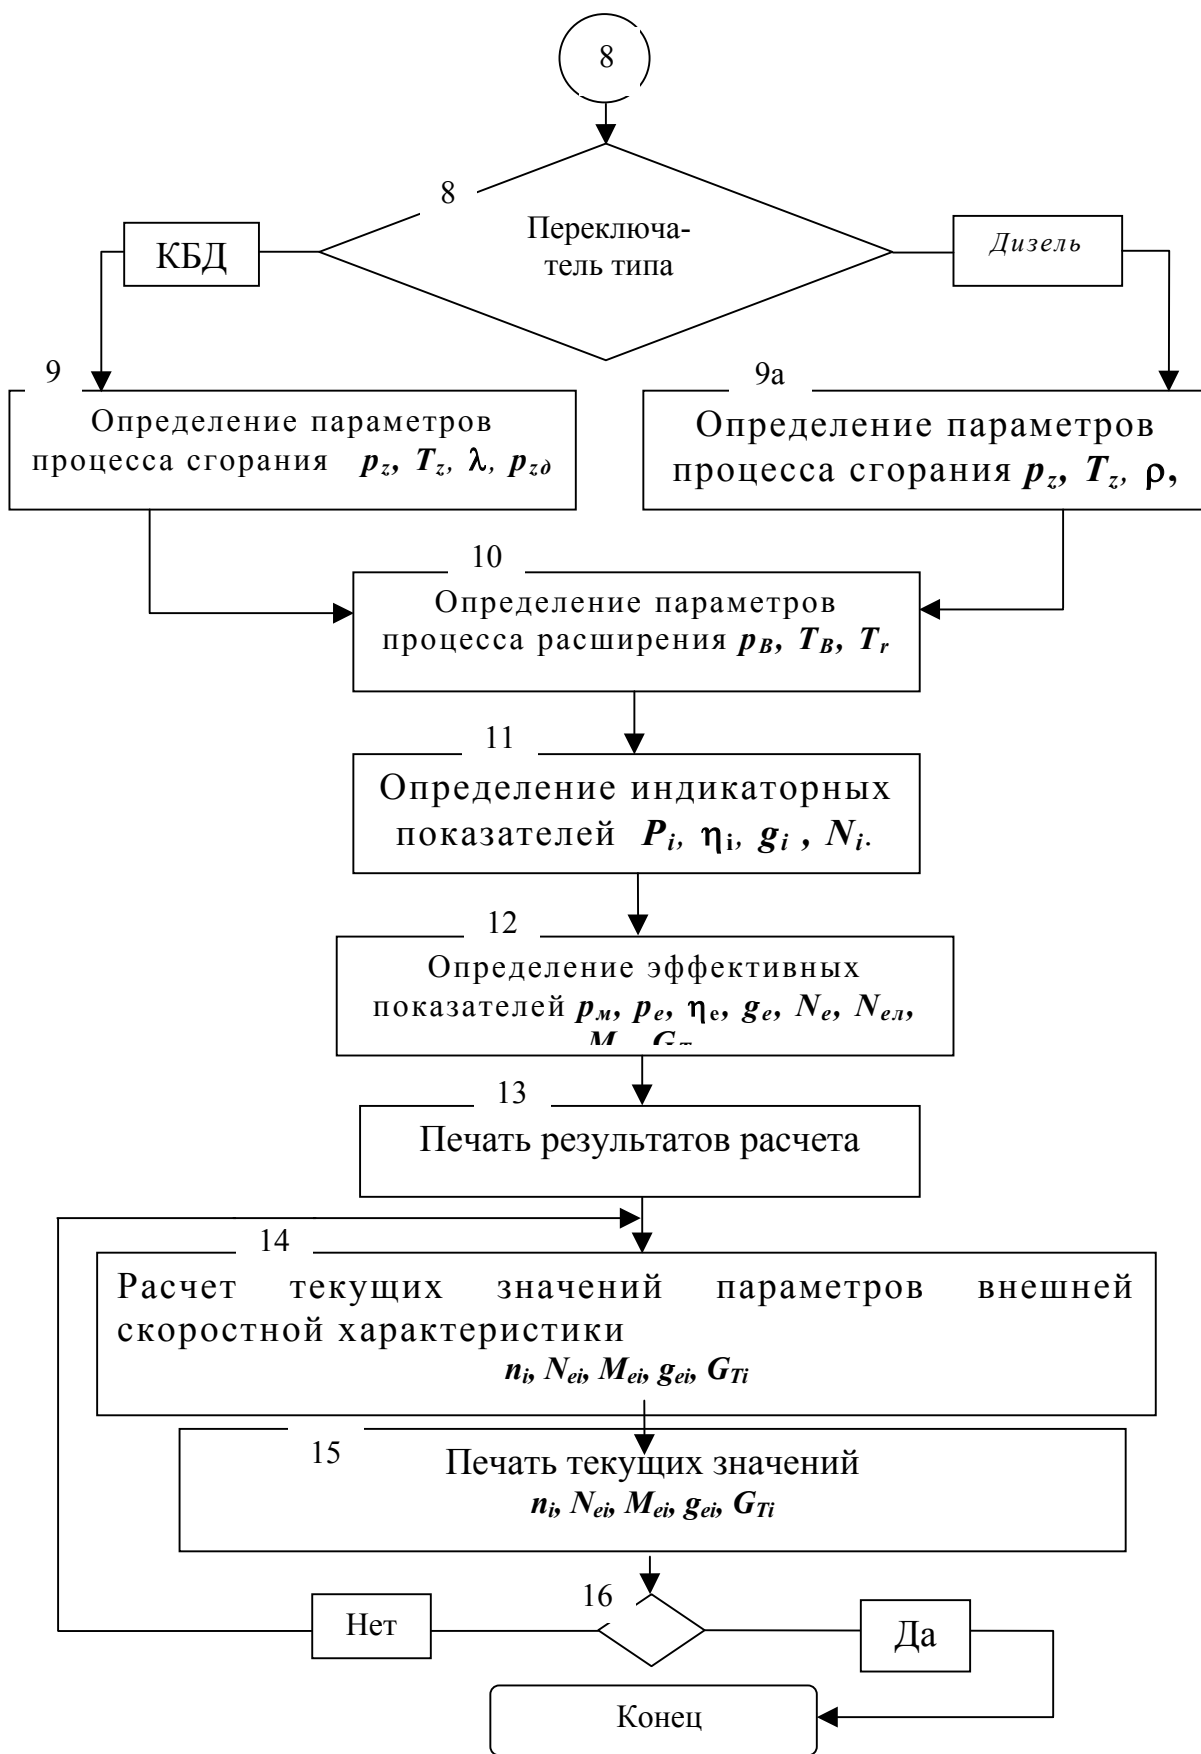 8
8
Переключа-
тель типа
КБД
Дизель
9
Определение параметров
процесса сгорания p_z, T_z, λ, p_zд
9а
Определение параметров
процесса сгорания p_z, T_z, ρ,
10
Определение параметров
процесса расширения p_B, T_B, T_r
11
Определение индикаторных
показателей P_i, η_i, g_i , N_i.
12
Определение эффективных
показателей p_м, p_e, η_e, g_e, N_e, N_eл,
13
Печать результатов расчета
14
Расчет текущих значений параметров внешней
скоростной характеристики
n_i, N_ei, M_ei, g_ei, G_Ti
15
Печать текущих значений
n_i, N_ei, M_ei, g_ei, G_Ti
16
Нет
Да
Конец